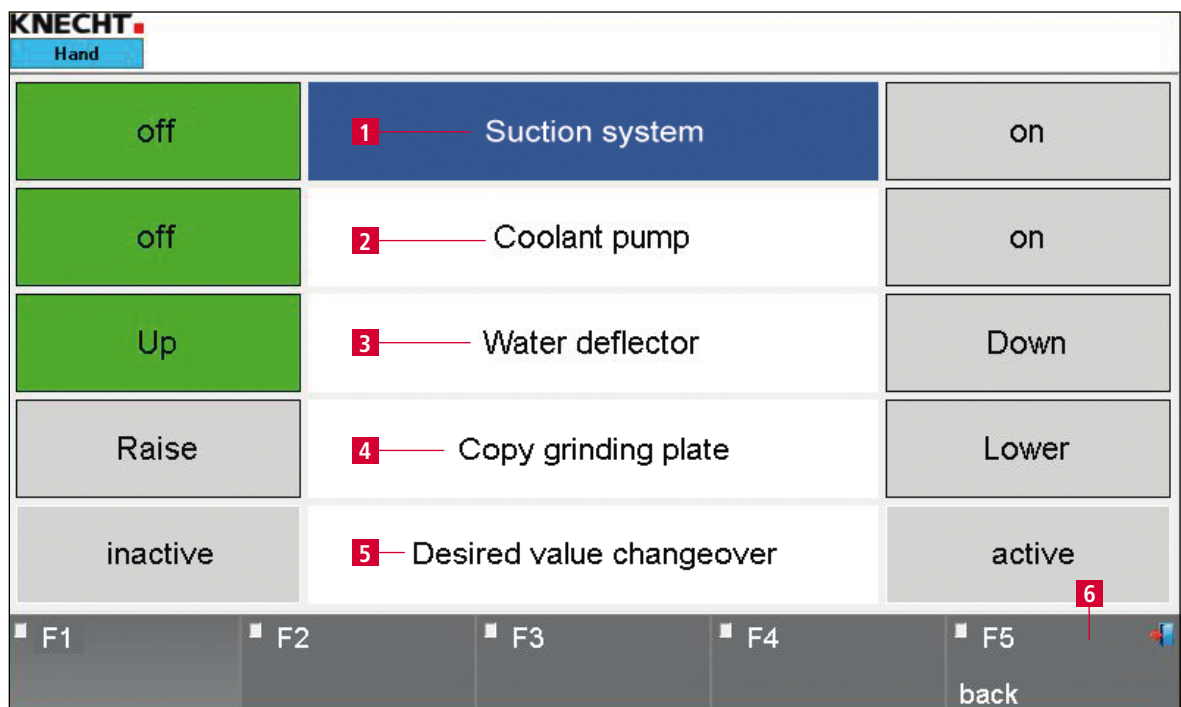 KNECHT
Hand
off 1 Suction system on
off 2 Coolant pump on
Up 3 Water deflector Down
Raise 4 Copy grinding plate Lower
inactive 5 Desired value changeover active
6
F1 F2 F3 F4 F5
back